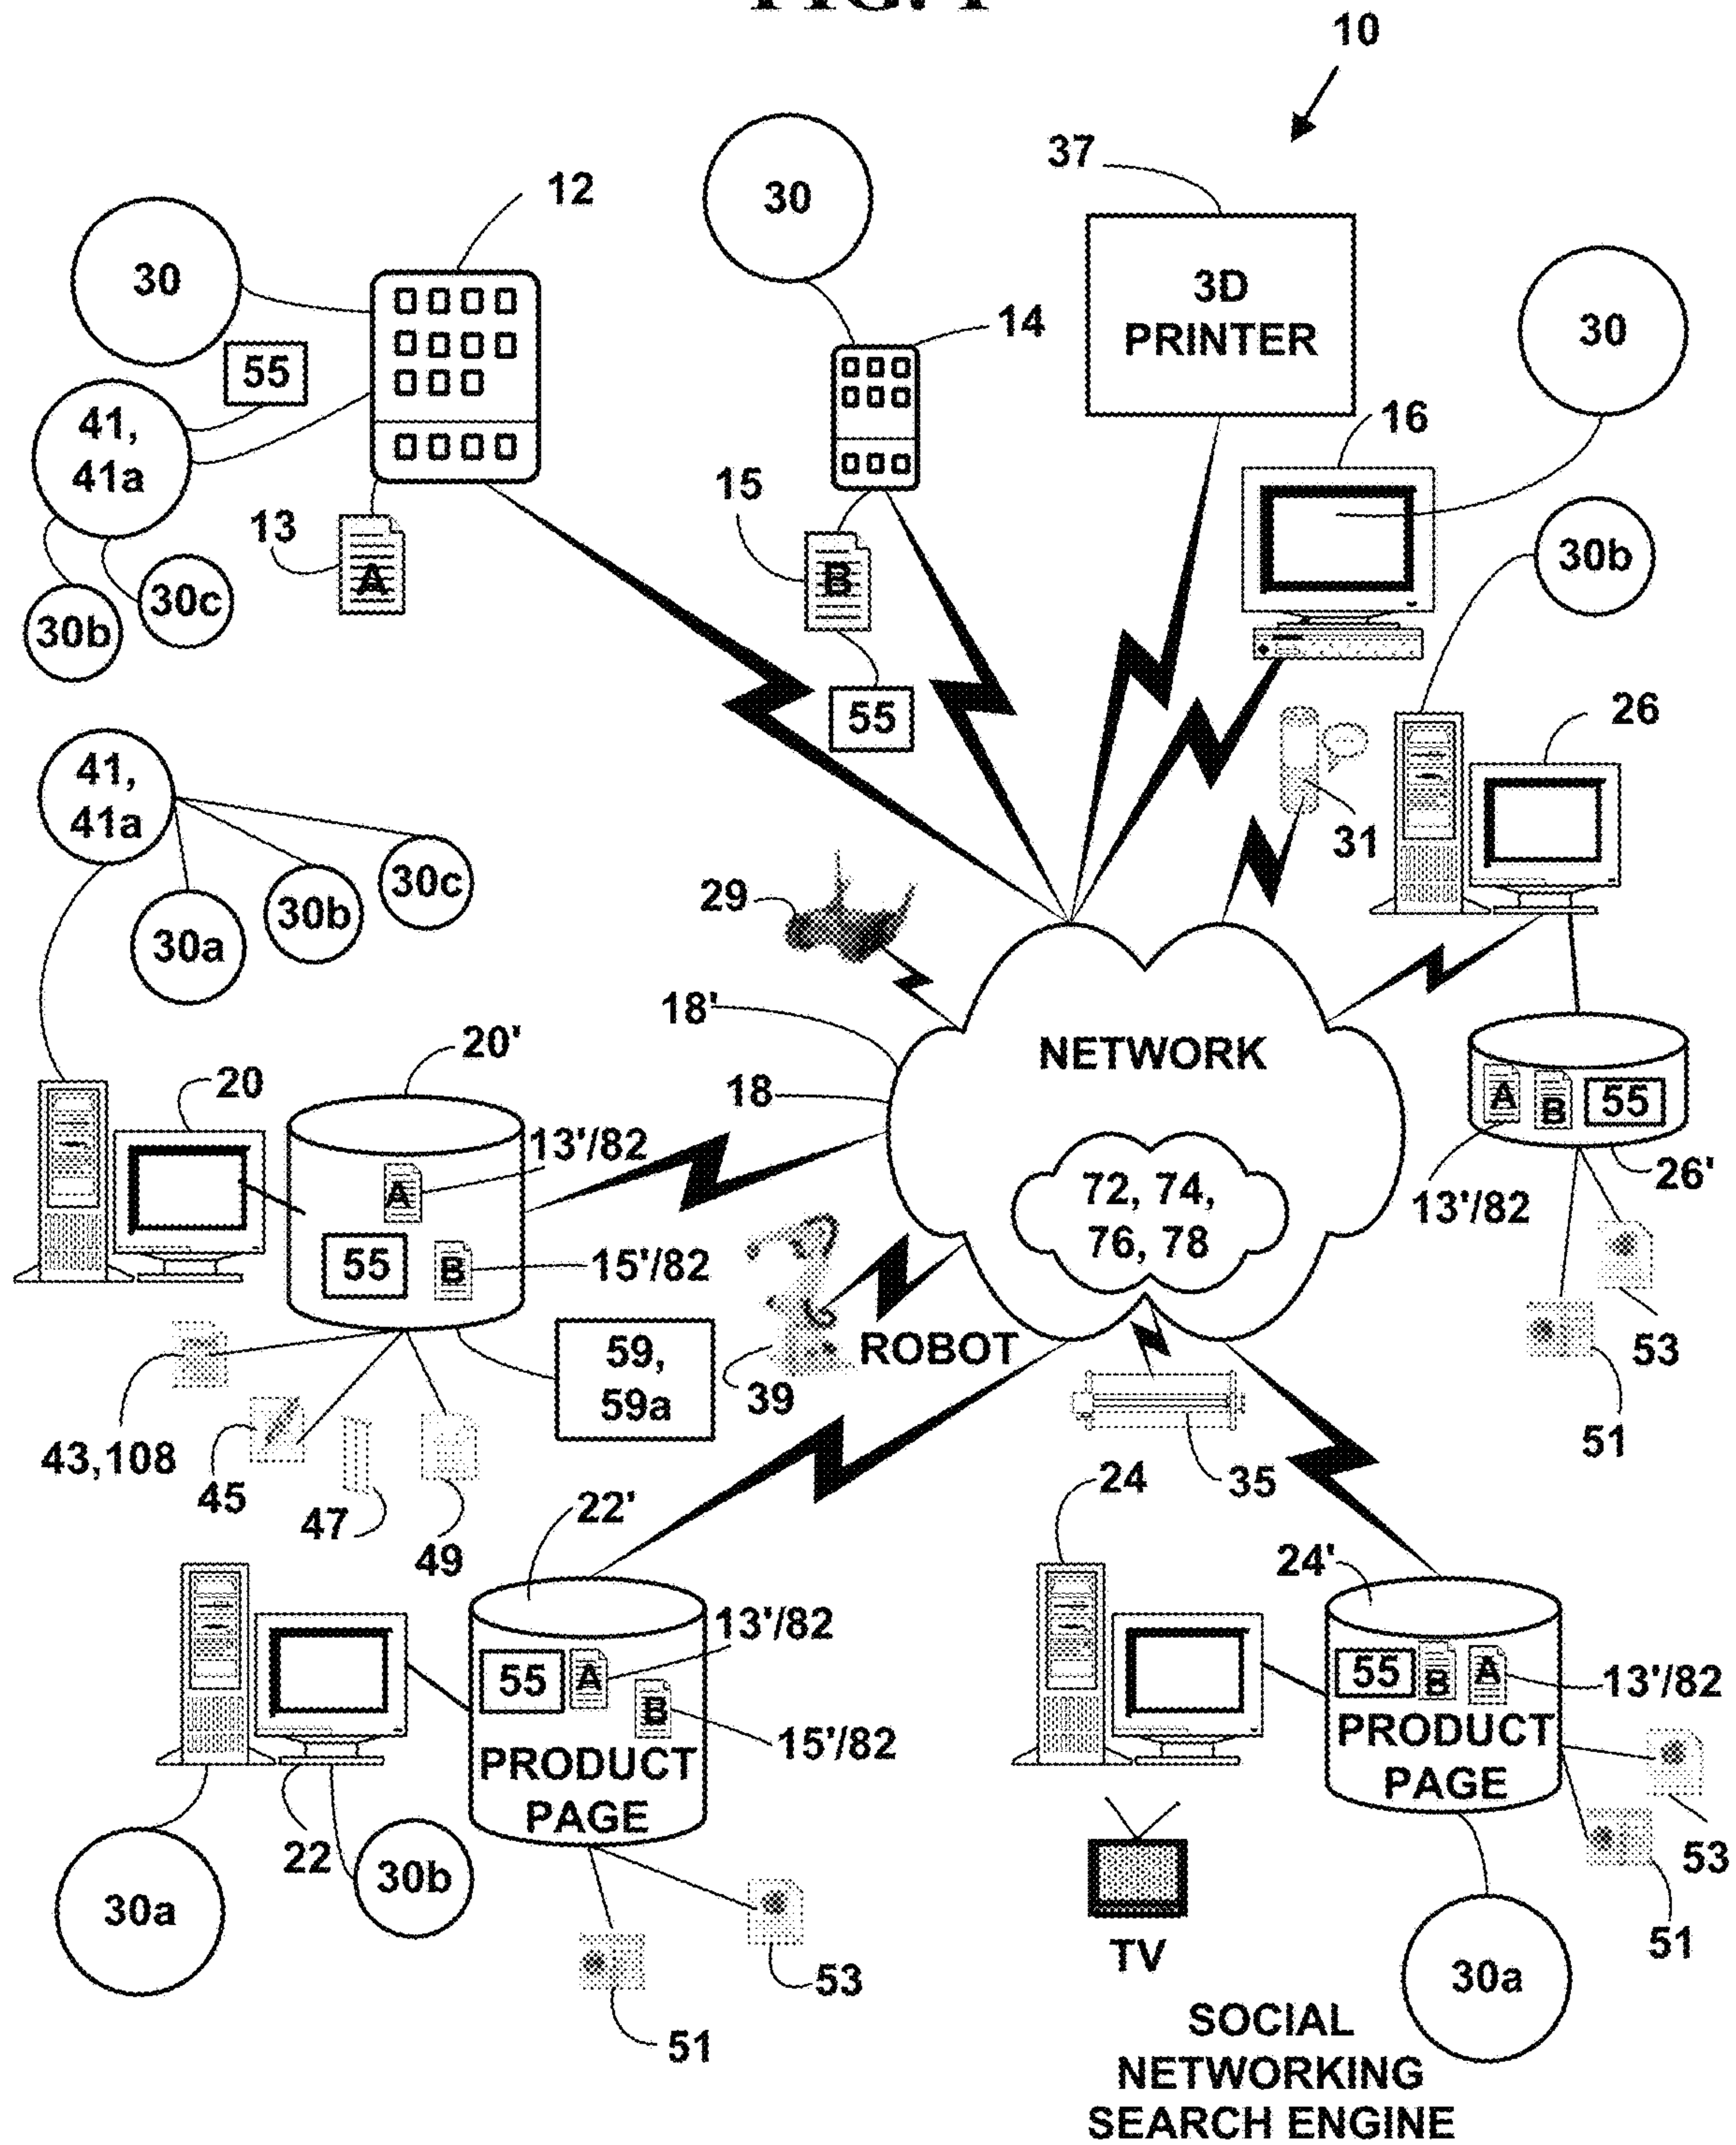 FIG. 1
10
37
12
30
30
3D
PRINTER
30
14
55
16
41,
41a
15
13
A
B
30b
30c
30b
55
26
41,
41a
31
30c
29
30b
30a
18'
20'
NETWORK
20
18
A
B
55
13'/82
A
72, 74,
76, 78
26'
13'/82
55
B
15'/82
59,
59a
ROBOT
39
53
43,108
45
47
49
35
51
24
22'
24'
13'/82
55
A
B
15'/82
PRODUCT
PAGE
55
B
A
13'/82
PRODUCT
PAGE
22
30b
30a
53
51
53
51
TV
30a
SOCIAL
NETWORKING
SEARCH ENGINE